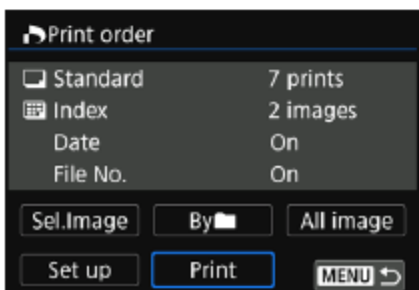 Print order
Standard 7 prints
Index 2 images
Date On
File No. On
Sel.Image By All image
Set up Print MENU